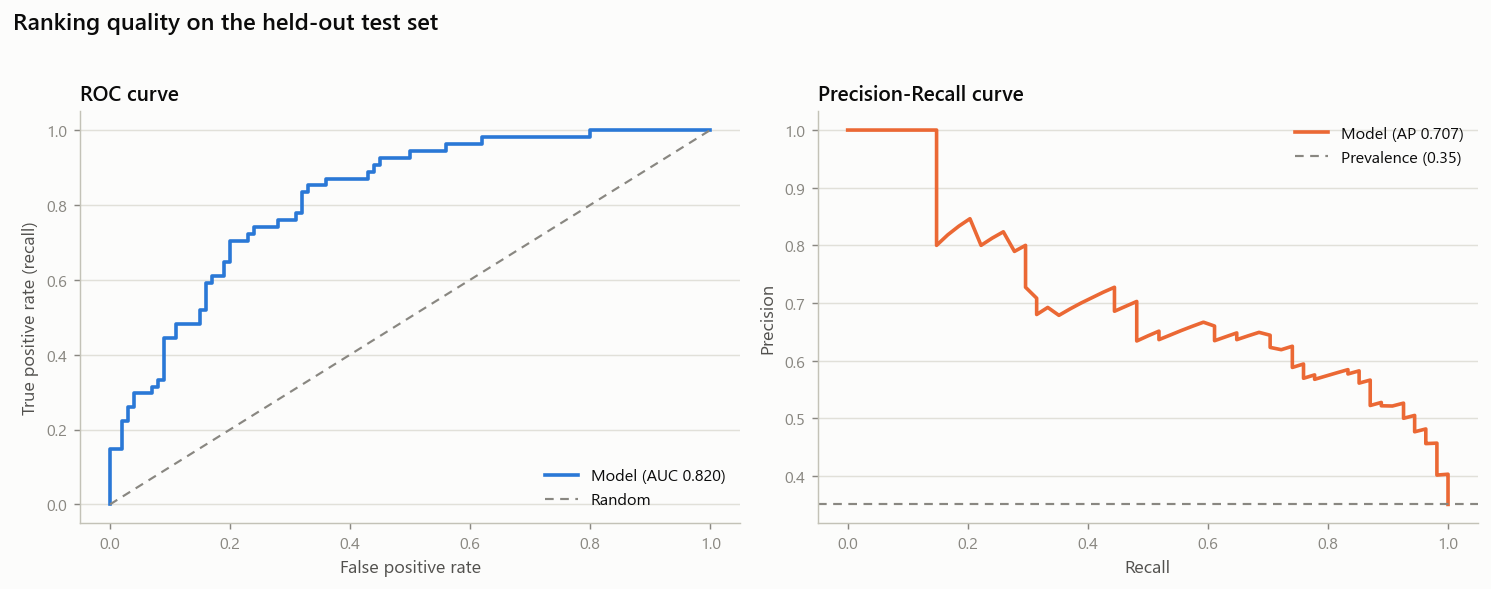 Ranking quality on the held-out test set
ROC curve
1.0
0.8
0.6
0.4
0.2
0.0
True positive rate (recall)
Model (AUC 0.820)
Random
0.0 0.2 0.4 0.6 0.8 1.0
False positive rate
Precision-Recall curve
1.0
0.9
0.8
0.7
0.6
0.5
0.4
Precision
Model (AP 0.707)
Prevalence (0.35)
0.0 0.2 0.4 0.6 0.8 1.0
Recall